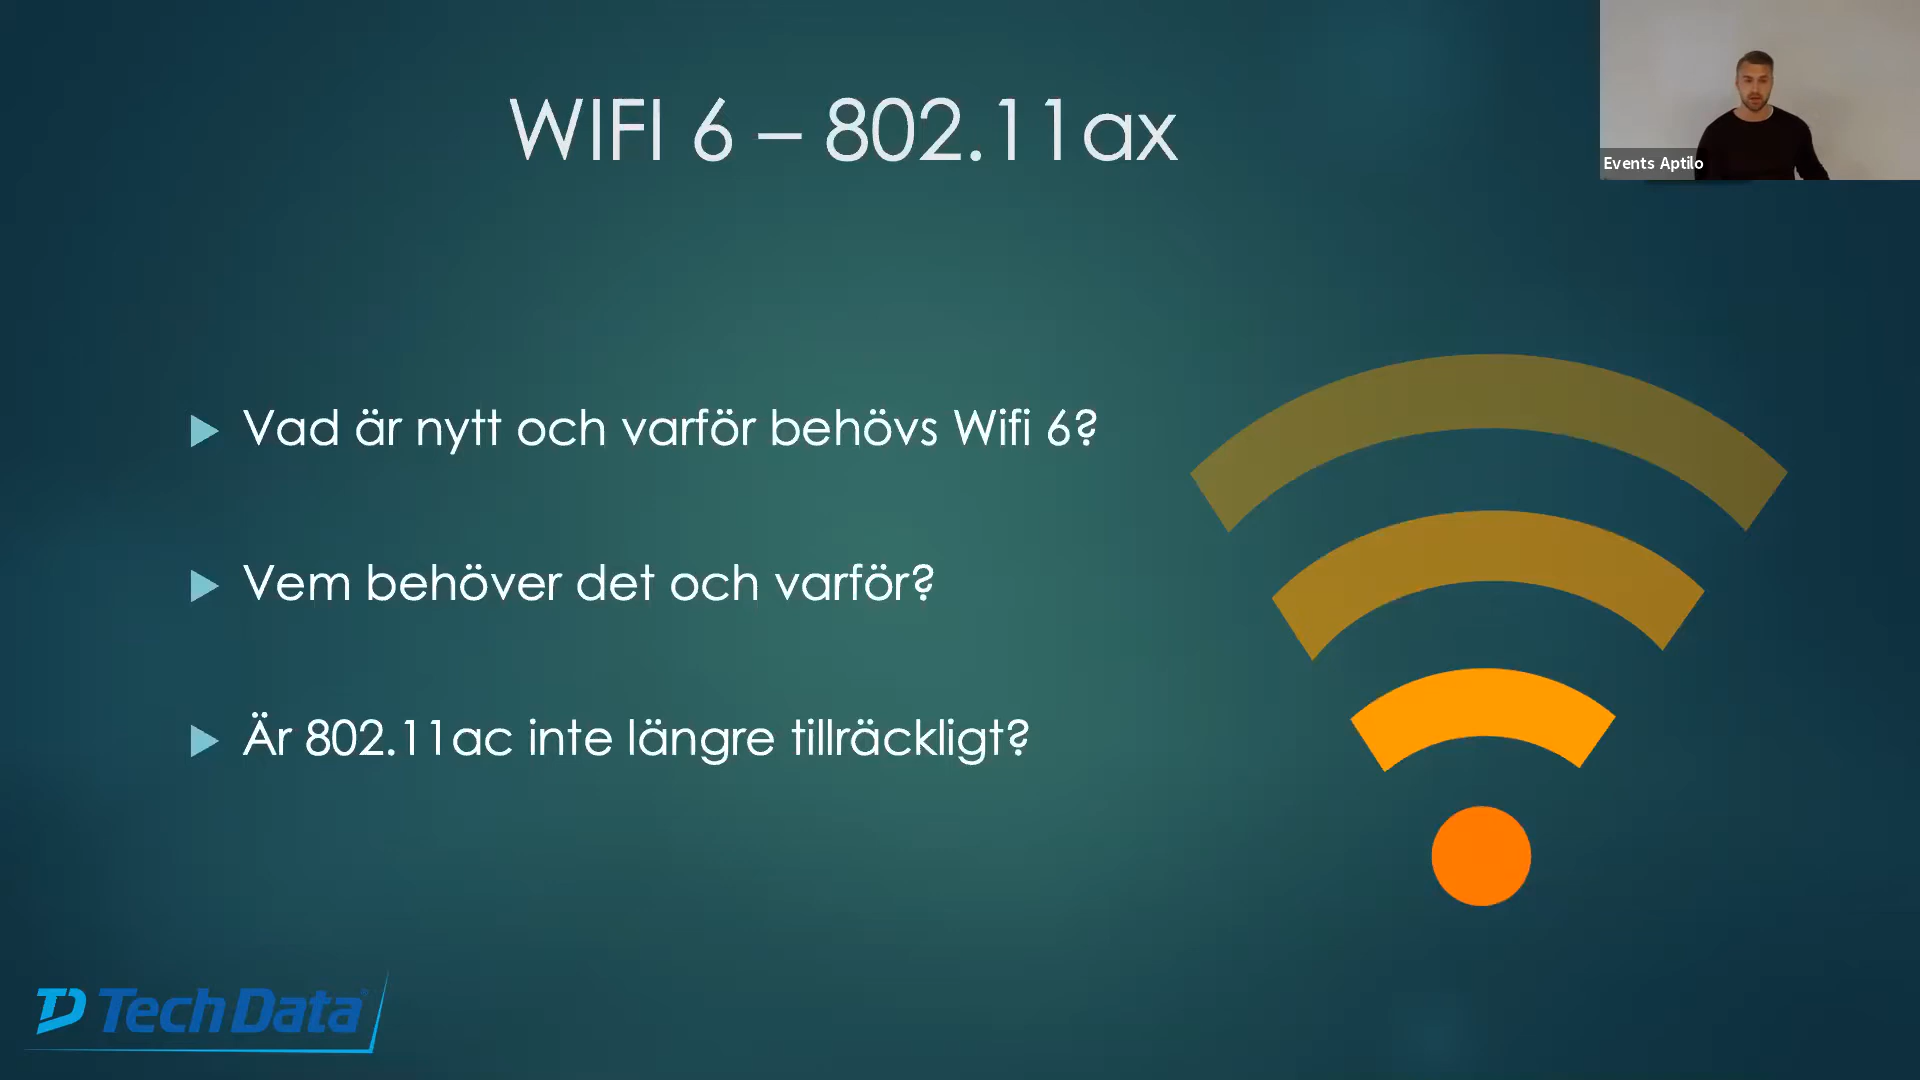 WIFI 6 – 802.11ax
Events Aptilo
Vad är nytt och varför behövs Wifi 6?
Vem behöver det och varför?
Är 802.11ac inte längre tillräckligt?
TD Tech Data